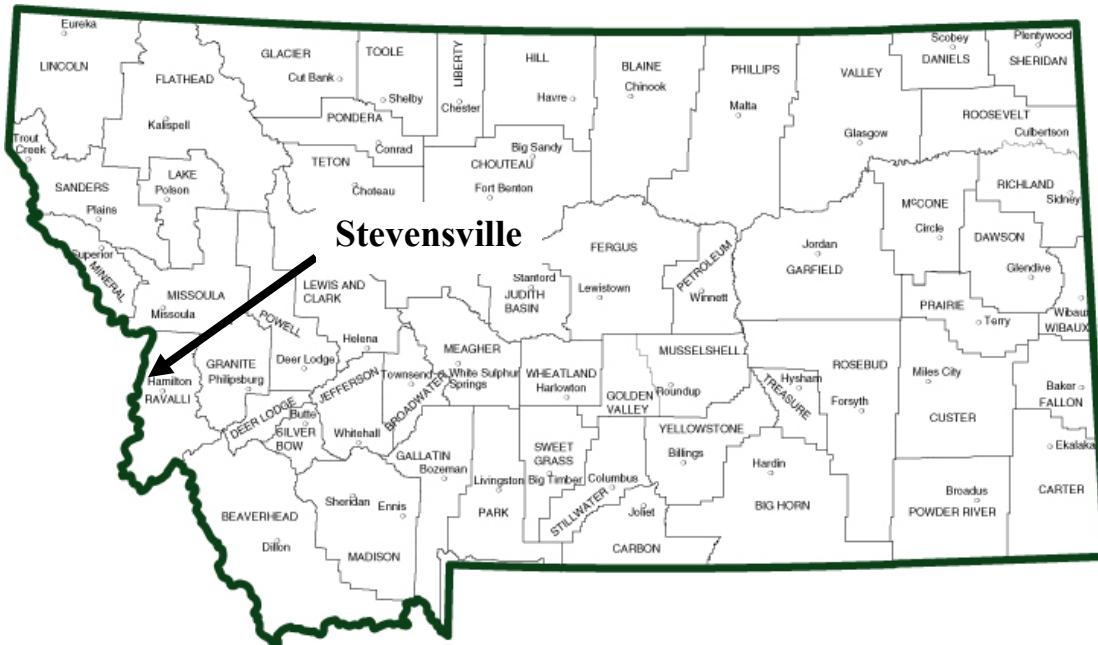 Eureka
LINCOLN
FLATHEAD
Kalispell
GLACIER
Cut Bank
TOOLE
Shelby
LIBERTY
Chester
HILL
Havre
BLAINE
Chinook
PHILLIPS
Malta
VALLEY
Glasgow
Scobey
DANIELS
Plentywood
SHERIDAN
ROOSEVELT
Culbertson
Trout
Creek
SANDERS
Plains
LAKE
Polson
PONDERA
Conrad
TETON
Choteau
Big Sandy
CHOUTEAU
Fort Benton
RICHLAND
Sidney
McCONE
Circle
DAWSON
Glendive
Stevensville
Superior
MINERAL
MISSOULA
Missoula
POWELL
LEWIS AND
CLARK
Helena
Stanford
JUDITH
BASIN
FERGUS
Lewistown
PETROLEUM
Winnett
Jordan
GARFIELD
PRAIRIE
Terry
Wibaux
WIBAUX
Hamilton
RAVALLI
GRANITE
Philipsburg
Deer Lodge
DEER LODGE
Butte
SILVER
BOW
JEFFERSON
Whitehall
Townsend
BROADWATER
MEAGHER
White Sulphur
Springs
WHEATLAND
Harlowton
GOLDEN
VALLEY
MUSSELSHELL
Roundup
TREASURE
Hysham
ROSEBUD
Forsyth
Miles City
CUSTER
Baker
FALLON
Ekalaka
CARTER
GALLATIN
Bozeman
Livingston
PARK
SWEET
GRASS
Big Timber
Columbus
STILLWATER
YELLOWSTONE
Billings
Joliet
CARBON
Hardin
BIG HORN
Broadus
POWDER RIVER
BEAVERHEAD
Dillon
Sheridan
Ennis
MADISON